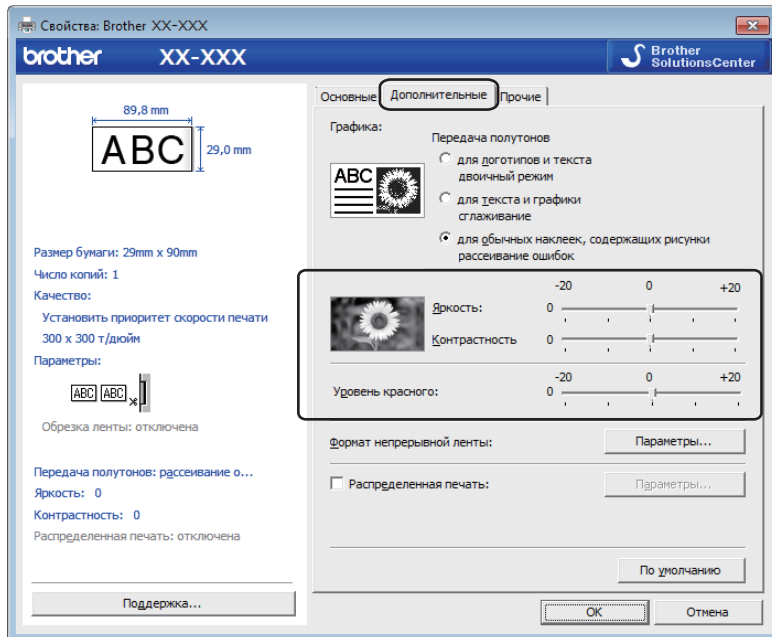 Свойства: Brother XX-XXX
brother XX-XXX
Brother
SolutionsCenter
89,8 mm
ABC
29,0 mm
Размер бумаги: 29mm x 90mm
Число копий: 1
Качество:
Установить приоритет скорости печати
300 x 300 т/дюйм
Параметры:
ABC ABC
Обрезка ленты: отключена
Передача полутонов: рассеивание о...
Яркость: 0
Контрастность: 0
Распределенная печать: отключена
Поддержка...
Основные Дополнительные Прочие
Графика:
ABC
Передача полутонов
для логотипов и текста
двоичный режим
для текста и графики
сглаживание
для обычных наклеек, содержащих рисунки
рассеивание ошибок
-20 0 +20
Яркость: 0
Контрастность 0
-20 0 +20
Уровень красного: 0
Формат непрерывной ленты: Параметры...
Распределенная печать: Параметры...
По умолчанию
OK Отмена